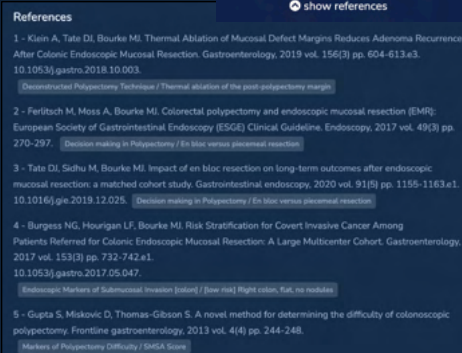 show references
References
1 - Klein A, Tate DJ, Bourke MJ. Thermal Ablation of Mucosal Defect Margins Reduces Adenoma Recurrence
After Colonic Endoscopic Mucosal Resection. Gastroenterology, 2019 vol. 156(3) pp. 604-613.e3.
10.1053/j.gastro.2018.10.003.
Deconstructed Polypectomy Technique / Thermal ablation of the post-polypectomy margin
2 - Ferlitsch M, Moss A, Bourke MJ. Colorectal polypectomy and endoscopic mucosal resection (EMR):
European Society of Gastrointestinal Endoscopy (ESGE) Clinical Guideline. Endoscopy, 2017 vol. 49(3) pp.
270-297. Decision making in Polypectomy / En bloc versus piecemeal resection
3 - Tate DJ, Sidhu M, Bourke MJ. Impact of en bloc resection on long-term outcomes after endoscopic
mucosal resection: a matched cohort study. Gastrointestinal endoscopy, 2020 vol. 91(5) pp. 1155-1163.e1.
10.1016/j.gie.2019.12.025. Decision making in Polypectomy / En bloc versus piecemeal resection
4 - Burgess NG, Hourigan LF, Bourke MJ. Risk Stratification for Covert Invasive Cancer Among
Patients Referred for Colonic Endoscopic Mucosal Resection: A Large Multicenter Cohort. Gastroenterology,
2017 vol. 153(3) pp. 732-742.e1.
10.1053/j.gastro.2017.05.047.
Endoscopic Markers of Submucosal Invasion [colon] / [low risk] Right colon, flat, no nodules
5 - Gupta S, Miskovic D, Thomas-Gibson S. A novel method for determining the difficulty of colonoscopic
polypectomy. Frontline gastroenterology, 2013 vol. 4(4) pp. 244-248.
Markers of Polypectomy Difficulty / SMSA Score